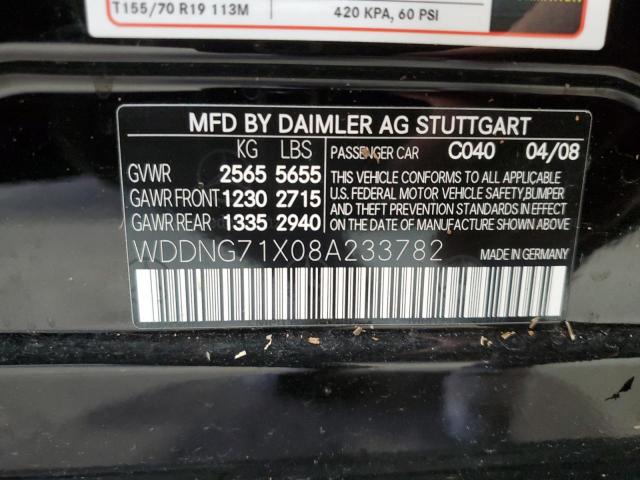 T155/70 R19 113M
420 KPA, 60 PSI
MFD BY DAIMLER AG STUTTGART
KG LBS
GVWR 2565 5655
GAWR FRONT 1230 2715
GAWR REAR 1335 2940
PASSENGER CAR C040 04/08
THIS VEHICLE CONFORMS TO ALL APPLICABLE
U.S. FEDERAL MOTOR VEHICLE SAFETY, BUMPER
AND THEFT PREVENTION STANDARDS IN EFFECT
ON THE DATE OF MANUFACTURE SHOWN ABOVE.
WDDNG71X08A233782 MADE IN GERMANY